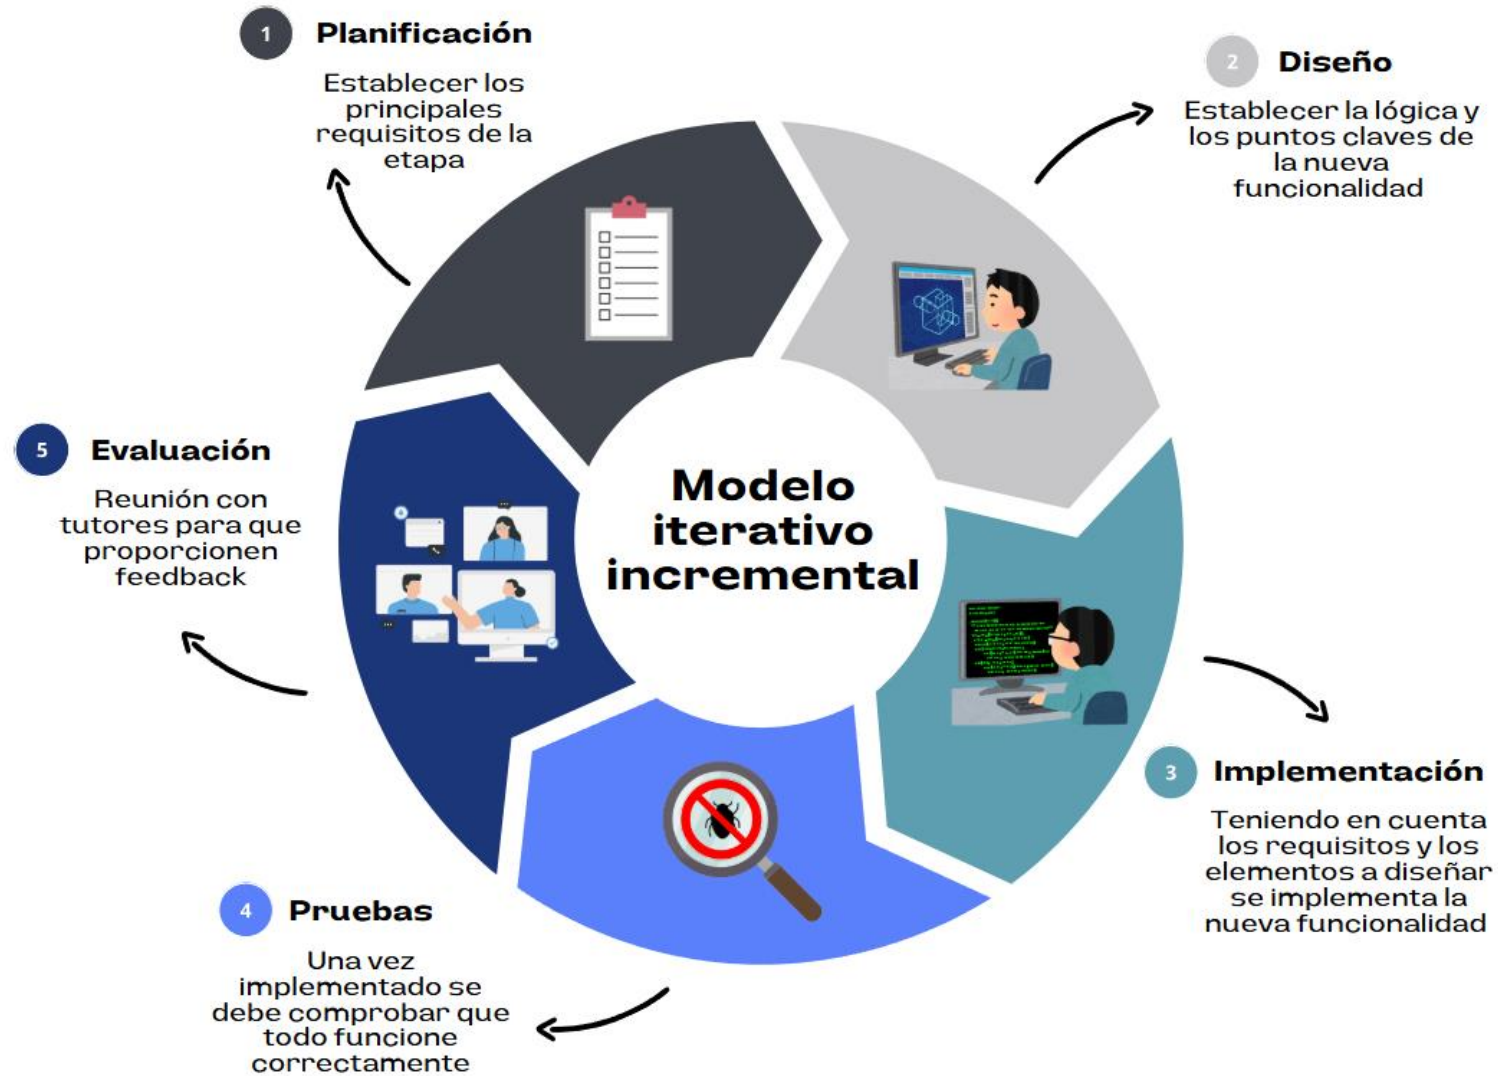 1 Planificación
Establecer los
principales
requisitos de la
etapa
2 Diseño
Establecer la lógica y
los puntos claves de
la nueva
funcionalidad
Modelo
iterativo
incremental
3 Implementación
Teniendo en cuenta
los requisitos y los
elementos a diseñar
se implementa la
nueva funcionalidad
4 Pruebas
Una vez
implementado se
debe comprobar que
todo funcione
correctamente
5 Evaluación
Reunión con
tutores para que
proporcionen
feedback